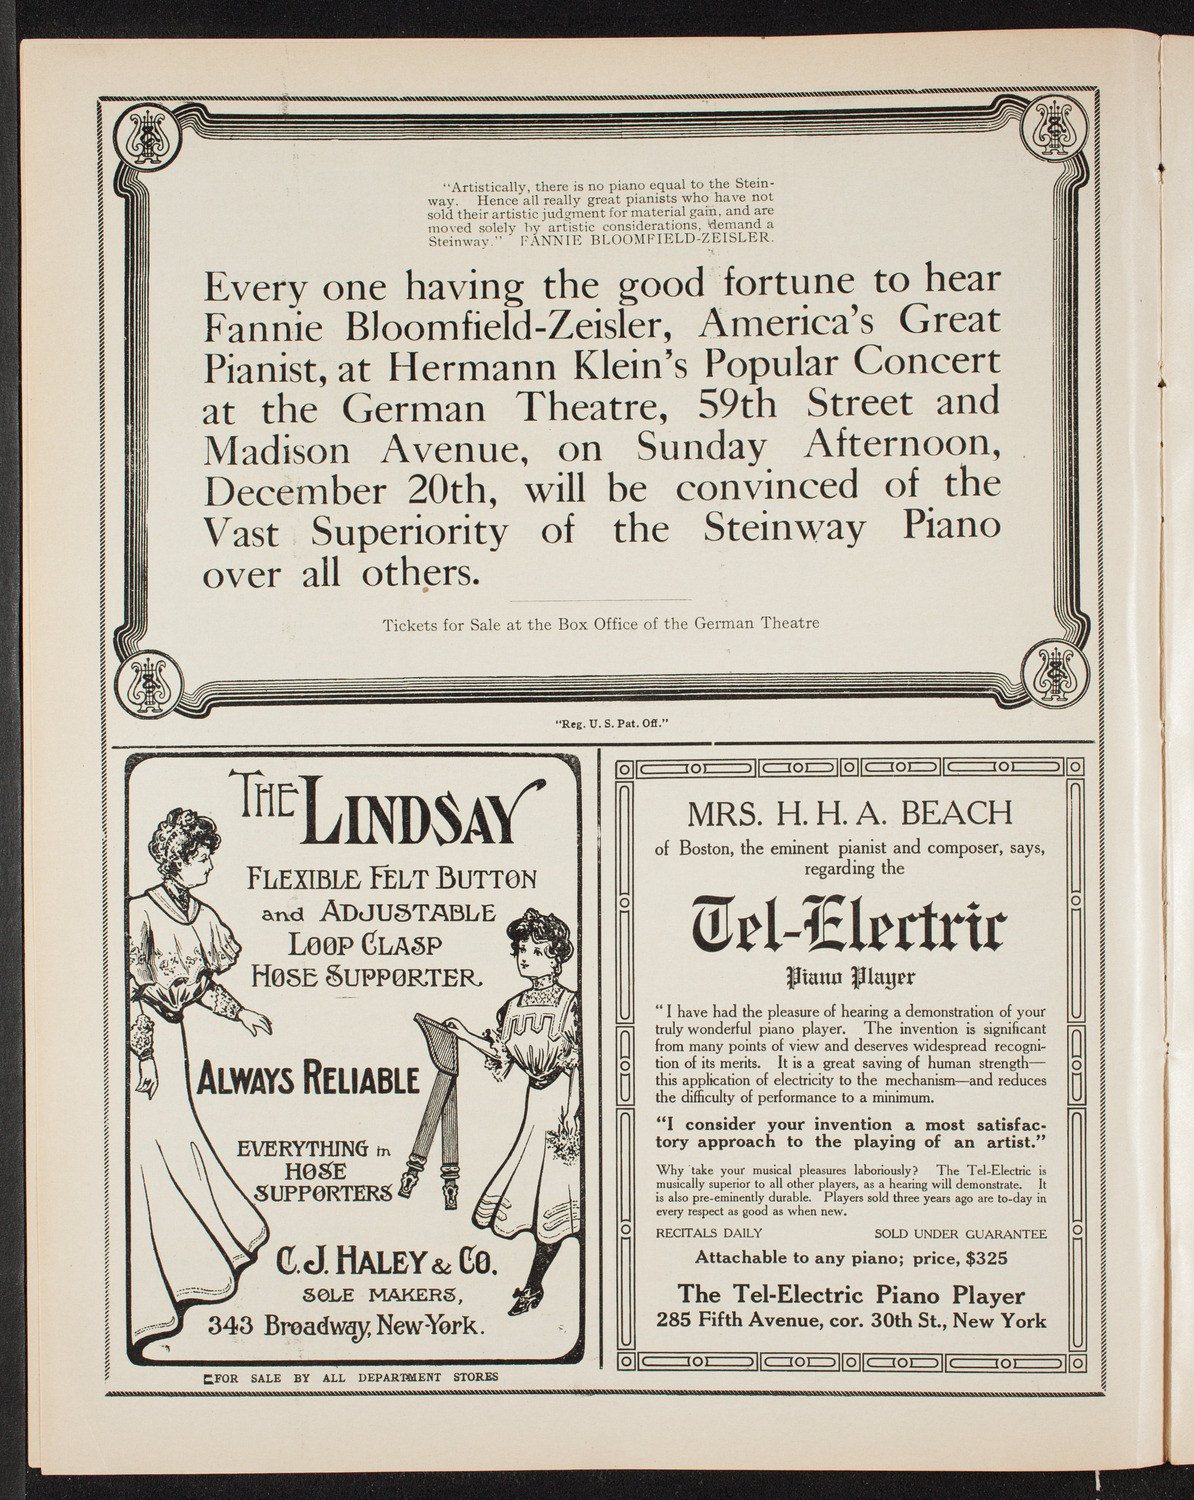 “Artistically, there is no piano equal to the Stein-
way. Hence all really great pianists who have not
sold their artistic judgment for material gain, and are
moved solely by artistic considerations, demand a
Steinway.” FANNIE BLOOMFIELD-ZEISLER.
Every one having the good fortune to hear
Fannie Bloomfield-Zeisler, America’s Great
Pianist, at Hermann Klein’s Popular Concert
at the German Theatre, 59th Street and
Madison Avenue, on Sunday Afternoon,
December 20th, will be convinced of the
Vast Superiority of the Steinway Piano
over all others.
Tickets for Sale at the Box Office of the German Theatre
“Reg. U. S. Pat. Off.”
THE LINDSAY
FLEXIBLE FELT BUTTON
and ADJUSTABLE
LOOP CLASP
HOSE SUPPORTER
ALWAYS RELIABLE
EVERYTHING in
HOSE
SUPPORTERS
C. J. HALEY & CO.
SOLE MAKERS,
343 Broadway, New-York.
FOR SALE BY ALL DEPARTMENT STORES
MRS. H. H. A. BEACH
of Boston, the eminent pianist and composer, says,
regarding the
Tel-Electric
Piano Player
“I have had the pleasure of hearing a demonstration of your
truly wonderful piano player. The invention is significant
from many points of view and deserves widespread recogni-
tion of its merits. It is a great saving of human strength—
this application of electricity to the mechanism—and reduces
the difficulty of performance to a minimum.
“I consider your invention a most satisfac-
tory approach to the playing of an artist.”
Why take your musical pleasures laboriously? The Tel-Electric is
musically superior to all other players, as a hearing will demonstrate. It
is also pre-eminently durable. Players sold three years ago are to-day in
every respect as good as when new.
RECITALS DAILY SOLD UNDER GUARANTEE
Attachable to any piano; price, $325
The Tel-Electric Piano Player
285 Fifth Avenue, cor. 30th St., New York